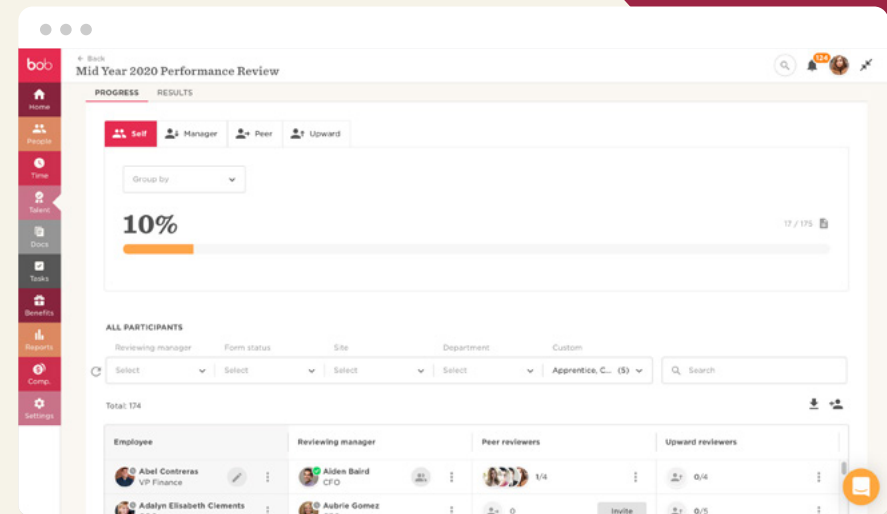 bob
← Back
Mid Year 2020 Performance Review
124
PROGRESS RESULTS
Home
People
Time
Talent
Docs
Tasks
Benefits
Reports
Comp.
Settings
Self Manager Peer Upward
Group by
10%
17 / 175
ALL PARTICIPANTS
Reviewing manager Form status Site Department Custom
Select Select Select Select Apprentice, C... (5) Search
Total: 174
Employee Reviewing manager Peer reviewers Upward reviewers
Abel Contreras Aiden Baird 1/4 0/4
VP Finance CFO
Adalyn Elisabeth Clements Aubrie Gomez 0 Invite 0/5